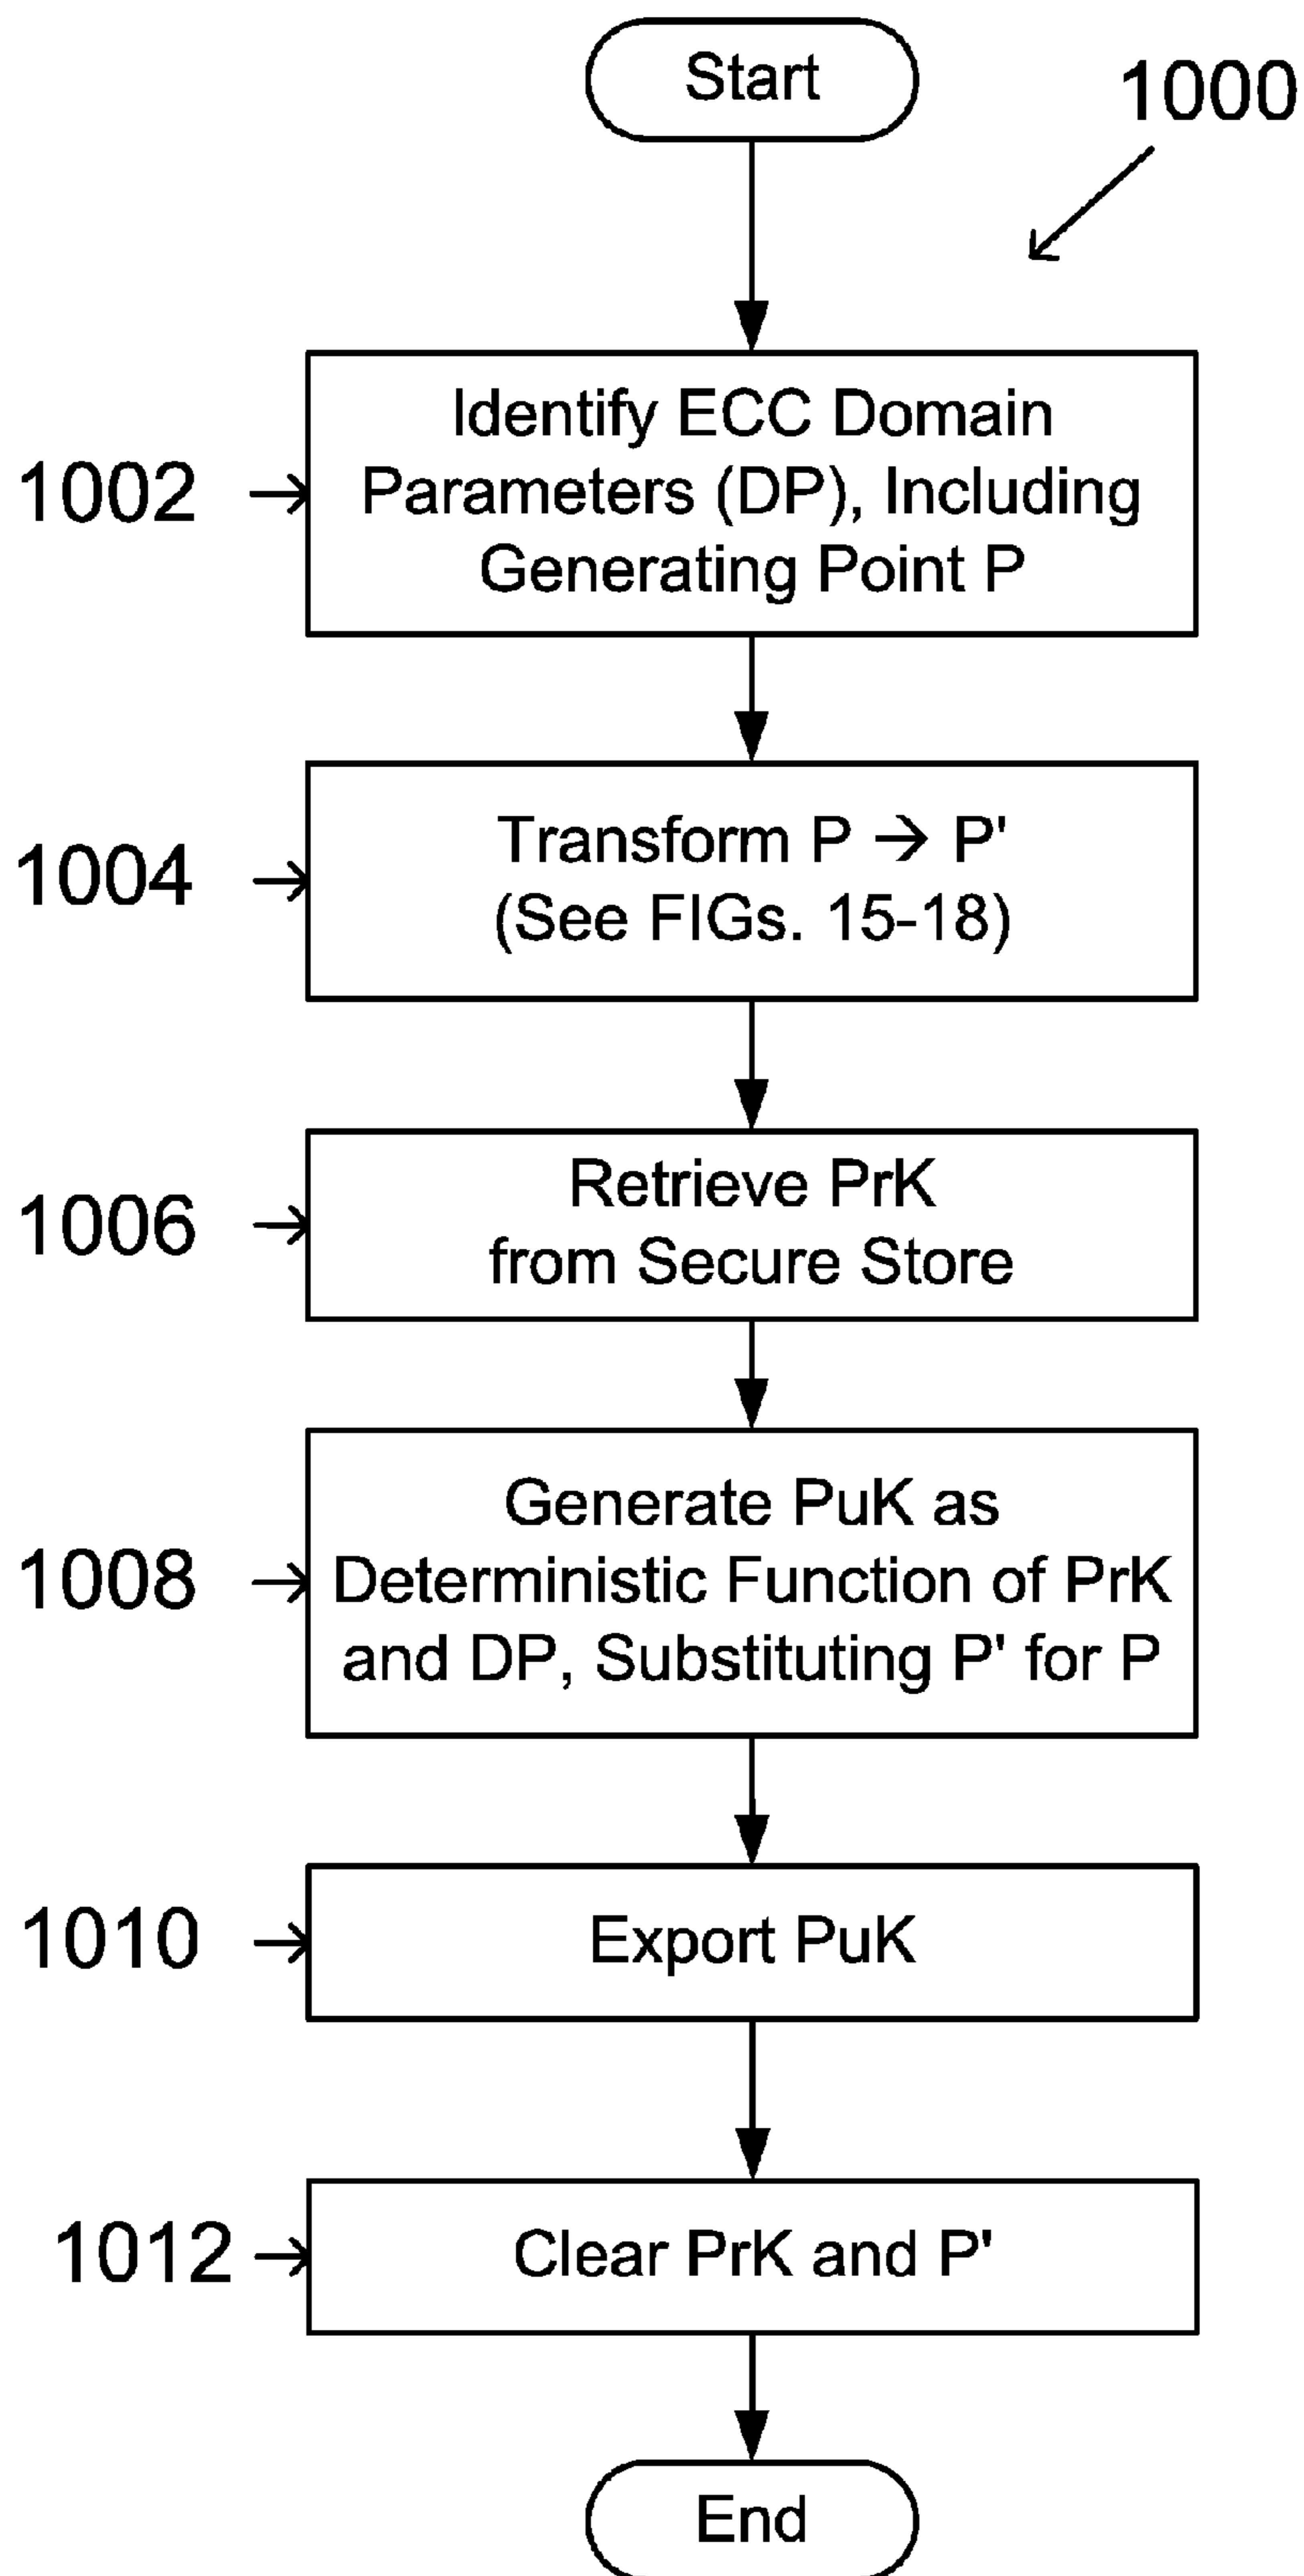 Start
1000
Identify ECC Domain
Parameters (DP), Including
Generating Point P
1002
Transform P → P'
(See FIGs. 15-18)
1004
Retrieve PrK
from Secure Store
1006
Generate PuK as
Deterministic Function of PrK
and DP, Substituting P' for P
1008
Export PuK
1010
Clear PrK and P'
1012
End